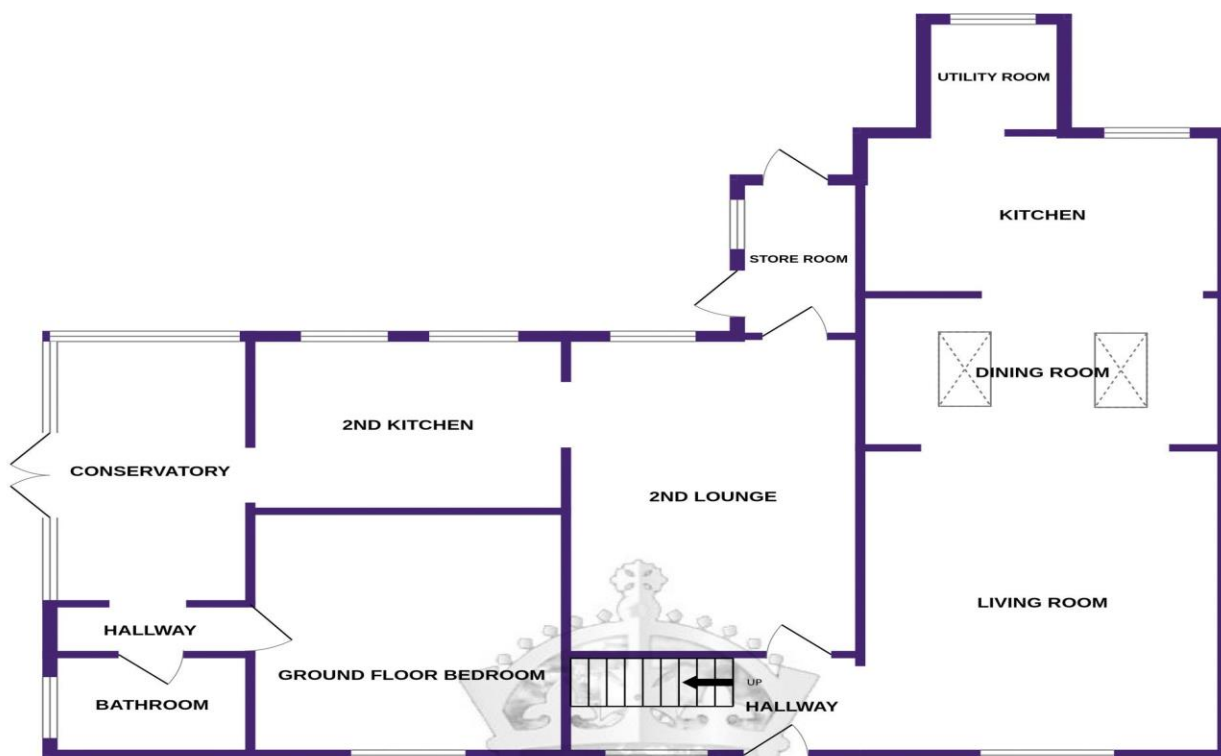 UTILITY ROOM
KITCHEN
STORE ROOM
DINING ROOM
2ND KITCHEN
CONSERVATORY
2ND LOUNGE
LIVING ROOM
HALLWAY
GROUND FLOOR BEDROOM
UP
BATHROOM
HALLWAY